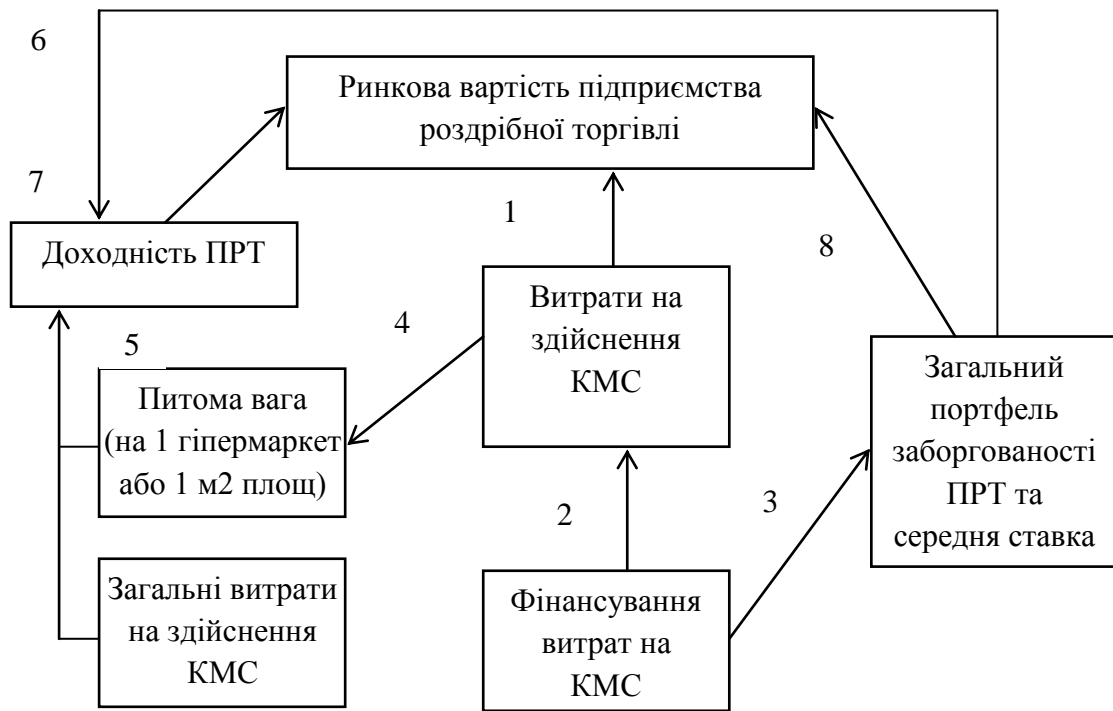 6
Ринкова вартість підприємства
роздрібної торгівлі
7
1
Доходність ПРТ
8
Витрати на
здійснення
КМС
4
5
Питома вага
(на 1 гіпермаркет
або 1 м2 площ)
Загальний
портфель
заборгованості
ПРТ та
середня ставка
2
3
Загальні витрати
на здійснення
КМС
Фінансування
витрат на
КМС